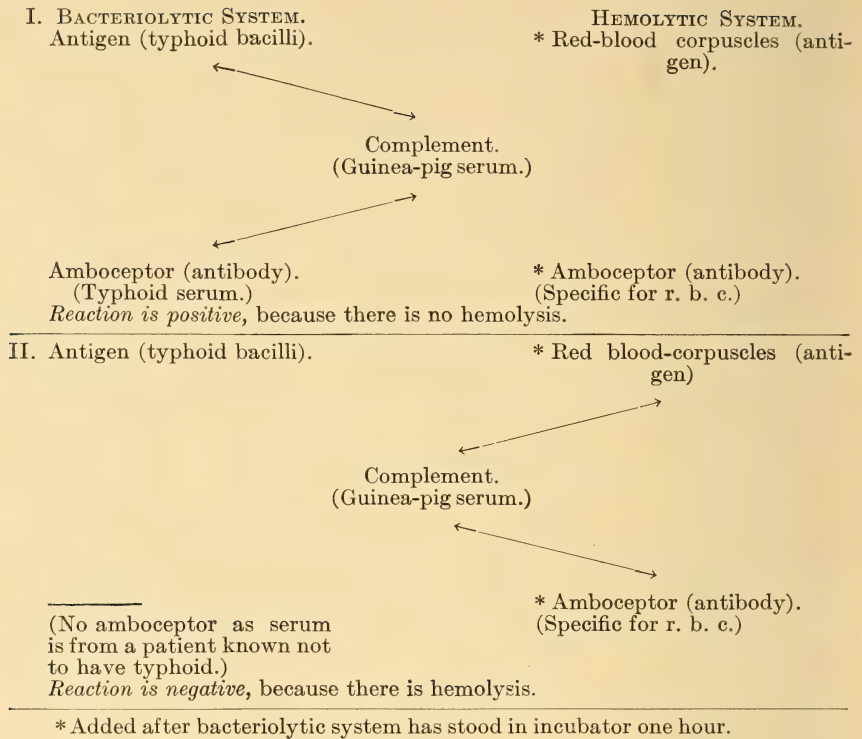 I. BACTERIOLYTIC SYSTEM. HEMOLYTIC SYSTEM.
Antigen (typhoid bacilli). * Red-blood corpuscles (anti-
gen).
Complement.
(Guinea-pig serum.)
Amboceptor (antibody). * Amboceptor (antibody).
(Typhoid serum.) (Specific for r. b. c.)
Reaction is positive, because there is no hemolysis.
II. Antigen (typhoid bacilli). * Red blood-corpuscles (anti-
gen)
Complement.
(Guinea-pig serum.)
* Amboceptor (antibody).
(No amboceptor as serum (Specific for r. b. c.)
is from a patient known not
to have typhoid.)
Reaction is negative, because there is hemolysis.
* Added after bacteriolytic system has stood in incubator one hour.